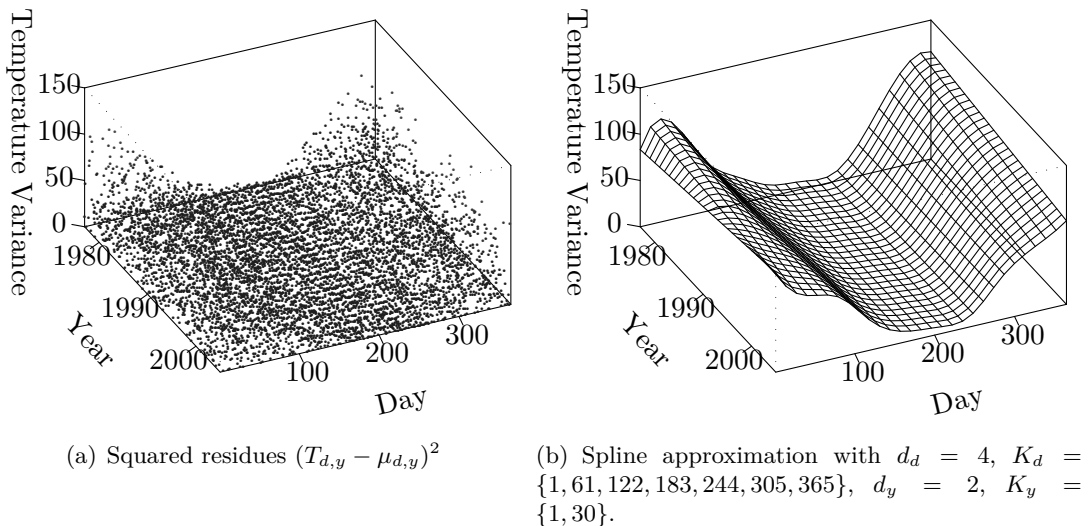 Temperature Variance
150
100
50
0
1980
1990
2000
Year
100
200
300
Day
Temperature Variance
150
100
50
0
1980
1990
2000
Year
100
200
300
Day
(a) Squared residues $(T_{d,y} - \mu_{d,y})^2$
(b) Spline approximation with $d_d = 4$, $K_d =$
$\{1, 61, 122, 183, 244, 305, 365\}$, $d_y = 2$, $K_y =$
$\{1, 30\}$.